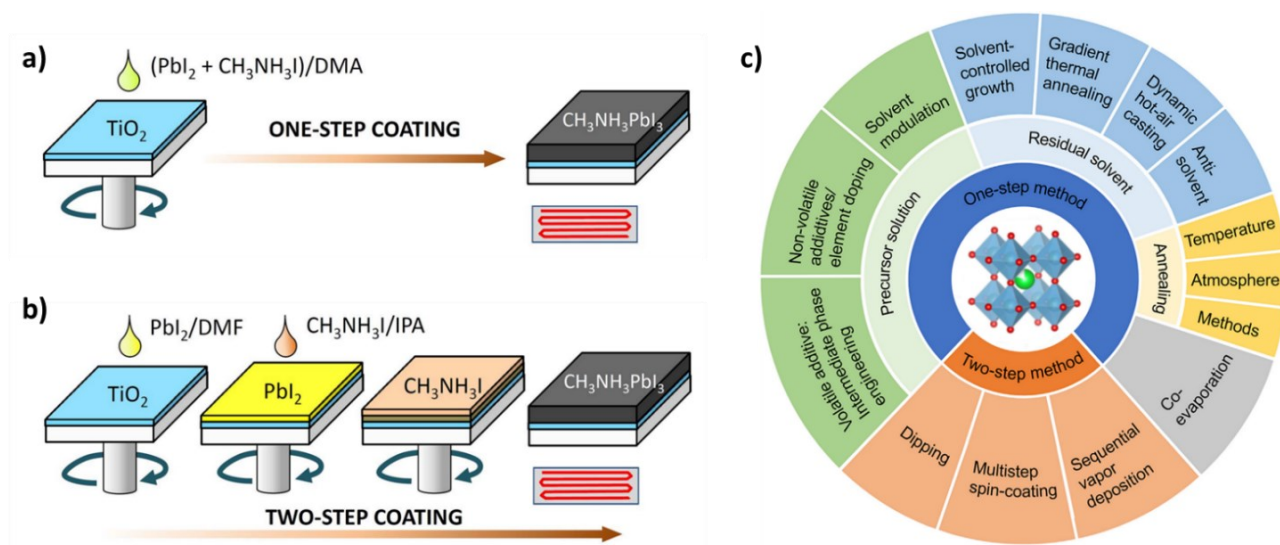 a)
(PbI₂ + CH₃NH₃I)/DMA
TiO₂
ONE-STEP COATING
CH₃NH₃PbI₃
b)
PbI₂/DMF
CH₃NH₃I/IPA
TiO₂
PbI₂
CH₃NH₃I
CH₃NH₃PbI₃
TWO-STEP COATING
c)
One-step method
Two-step method
Precursor solution
Residual solvent
Annealing
Solvent
modulation
Non-volatile
addidtives/
element doping
Volatile additive:
Intermediate phase
engineering
Solvent-
controlled
growth
Gradient
thermal
annealing
Dynamic
hot-air
casting
Anti-
solvent
Temperature
Atmosphere
Methods
Co-
evaporation
Sequential
vapor
deposition
Multistep
spin-coating
Dipping